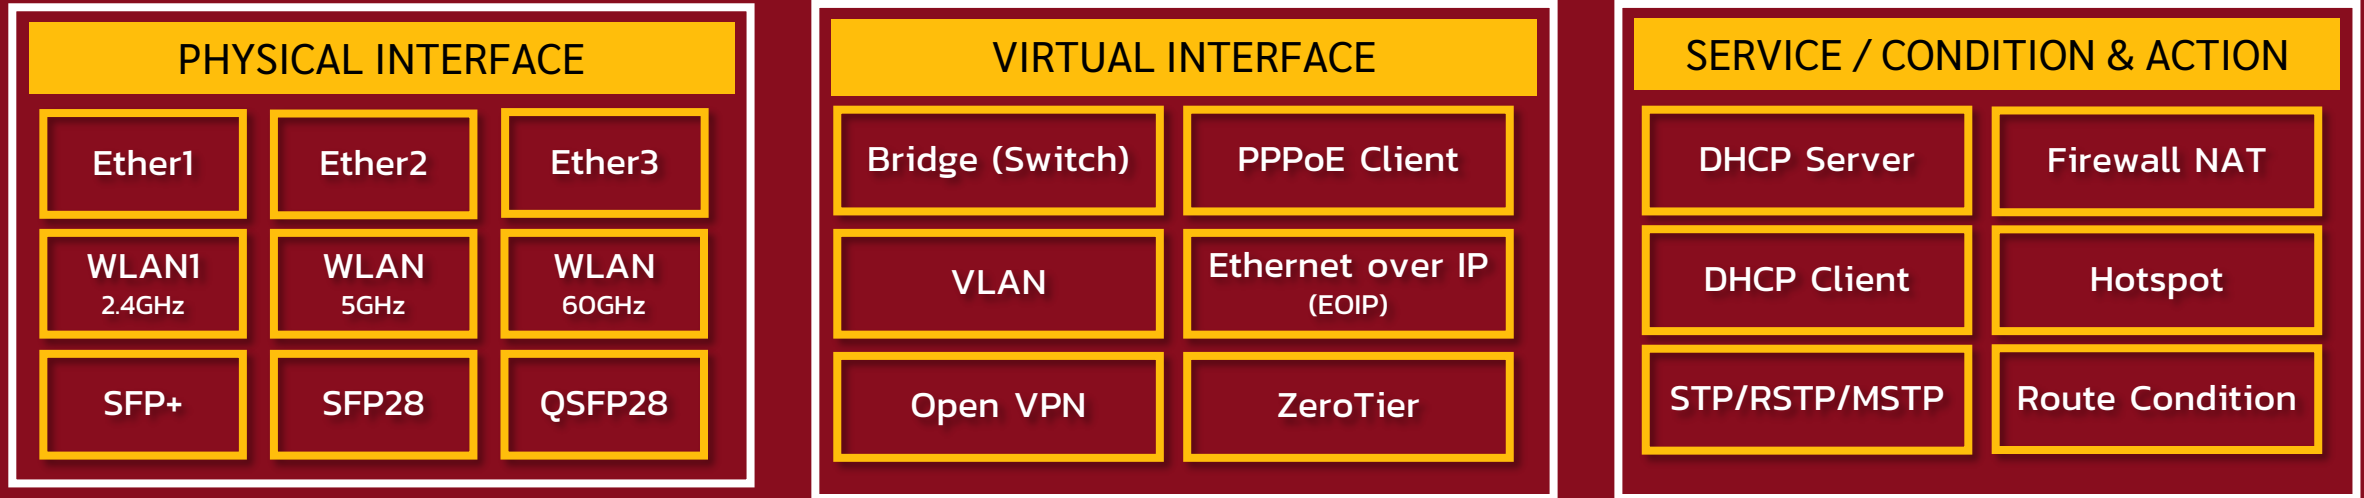 PHYSICAL INTERFACE
Ether1
Ether2
Ether3
WLAN1
2.4GHz
WLAN
5GHz
WLAN
60GHz
SFP+
SFP28
QSFP28
VIRTUAL INTERFACE
Bridge (Switch)
PPPoE Client
VLAN
Ethernet over IP
(EOIP)
Open VPN
ZeroTier
SERVICE / CONDITION & ACTION
DHCP Server
Firewall NAT
DHCP Client
Hotspot
STP/RSTP/MSTP
Route Condition